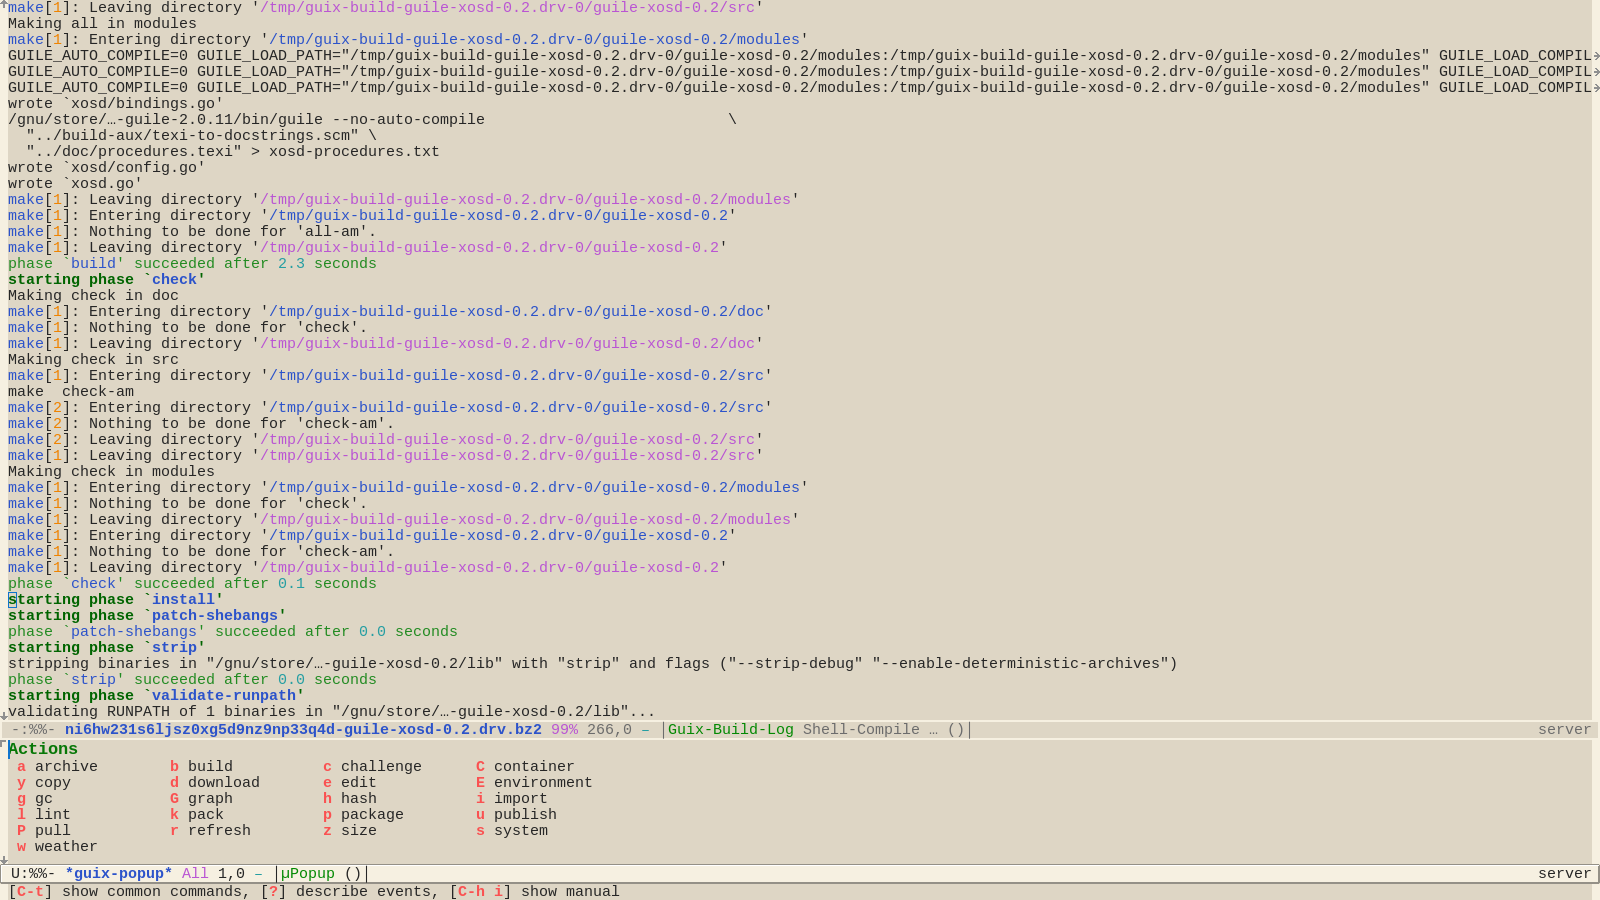 make[1]: Leaving directory '/tmp/guix-build-guile-xosd-0.2.drv-0/guile-xosd-0.2/src'
Making all in modules
make[1]: Entering directory '/tmp/guix-build-guile-xosd-0.2.drv-0/guile-xosd-0.2/modules'
GUILE_AUTO_COMPILE=0 GUILE_LOAD_PATH="/tmp/guix-build-guile-xosd-0.2.drv-0/guile-xosd-0.2/modules:/tmp/guix-build-guile-xosd-0.2.drv-0/guile-xosd-0.2/modules" GUILE_LOAD_COMPIL
GUILE_AUTO_COMPILE=0 GUILE_LOAD_PATH="/tmp/guix-build-guile-xosd-0.2.drv-0/guile-xosd-0.2/modules:/tmp/guix-build-guile-xosd-0.2.drv-0/guile-xosd-0.2/modules" GUILE_LOAD_COMPIL
GUILE_AUTO_COMPILE=0 GUILE_LOAD_PATH="/tmp/guix-build-guile-xosd-0.2.drv-0/guile-xosd-0.2/modules:/tmp/guix-build-guile-xosd-0.2.drv-0/guile-xosd-0.2/modules" GUILE_LOAD_COMPIL
wrote `xosd/bindings.go'
/gnu/store/…-guile-2.0.11/bin/guile --no-auto-compile                           \
  "../build-aux/texi-to-docstrings.scm" \
  "../doc/procedures.texi" > xosd-procedures.txt
wrote `xosd/config.go'
wrote `xosd.go'
make[1]: Leaving directory '/tmp/guix-build-guile-xosd-0.2.drv-0/guile-xosd-0.2/modules'
make[1]: Entering directory '/tmp/guix-build-guile-xosd-0.2.drv-0/guile-xosd-0.2'
make[1]: Nothing to be done for 'all-am'.
make[1]: Leaving directory '/tmp/guix-build-guile-xosd-0.2.drv-0/guile-xosd-0.2'
phase `build' succeeded after 2.3 seconds
starting phase `check'
Making check in doc
make[1]: Entering directory '/tmp/guix-build-guile-xosd-0.2.drv-0/guile-xosd-0.2/doc'
make[1]: Nothing to be done for 'check'.
make[1]: Leaving directory '/tmp/guix-build-guile-xosd-0.2.drv-0/guile-xosd-0.2/doc'
Making check in src
make[1]: Entering directory '/tmp/guix-build-guile-xosd-0.2.drv-0/guile-xosd-0.2/src'
make  check-am
make[2]: Entering directory '/tmp/guix-build-guile-xosd-0.2.drv-0/guile-xosd-0.2/src'
make[2]: Nothing to be done for 'check-am'.
make[2]: Leaving directory '/tmp/guix-build-guile-xosd-0.2.drv-0/guile-xosd-0.2/src'
make[1]: Leaving directory '/tmp/guix-build-guile-xosd-0.2.drv-0/guile-xosd-0.2/src'
Making check in modules
make[1]: Entering directory '/tmp/guix-build-guile-xosd-0.2.drv-0/guile-xosd-0.2/modules'
make[1]: Nothing to be done for 'check'.
make[1]: Leaving directory '/tmp/guix-build-guile-xosd-0.2.drv-0/guile-xosd-0.2/modules'
make[1]: Entering directory '/tmp/guix-build-guile-xosd-0.2.drv-0/guile-xosd-0.2'
make[1]: Nothing to be done for 'check-am'.
make[1]: Leaving directory '/tmp/guix-build-guile-xosd-0.2.drv-0/guile-xosd-0.2'
phase `check' succeeded after 0.1 seconds
starting phase `install'
starting phase `patch-shebangs'
phase `patch-shebangs' succeeded after 0.0 seconds
starting phase `strip'
stripping binaries in "/gnu/store/…-guile-xosd-0.2/lib" with "strip" and flags ("--strip-debug" "--enable-deterministic-archives")
phase `strip' succeeded after 0.0 seconds
starting phase `validate-runpath'
validating RUNPATH of 1 binaries in "/gnu/store/…-guile-xosd-0.2/lib"...
-:%%- ni6hw231s6ljsz0xg5d9nz9np33q4d-guile-xosd-0.2.drv.bz2 99% 266,0 – |Guix-Build-Log Shell-Compile … ()| server
Actions
a archive b build c challenge C container
y copy d download e edit E environment
g gc G graph h hash i import
l lint k pack p package u publish
P pull r refresh z size s system
w weather
U:%%- *guix-popup* All 1,0 – |µPopup ()| server
[C-t] show common commands, [?] describe events, [C-h i] show manual